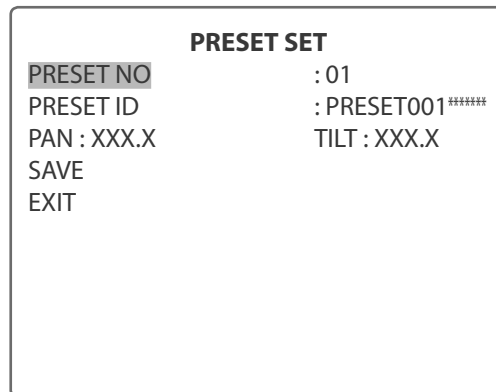 PRESET SET
PRESET NO : 01
PRESET ID : PRESET001*******
PAN : XXX.X TILT : XXX.X
SAVE
EXIT